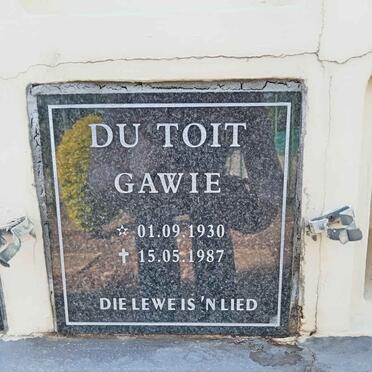 DU TOIT
GAWIE
☆ 01.09.1930
✝ 15.05.1987
DIE LEWE IS 'N LIED